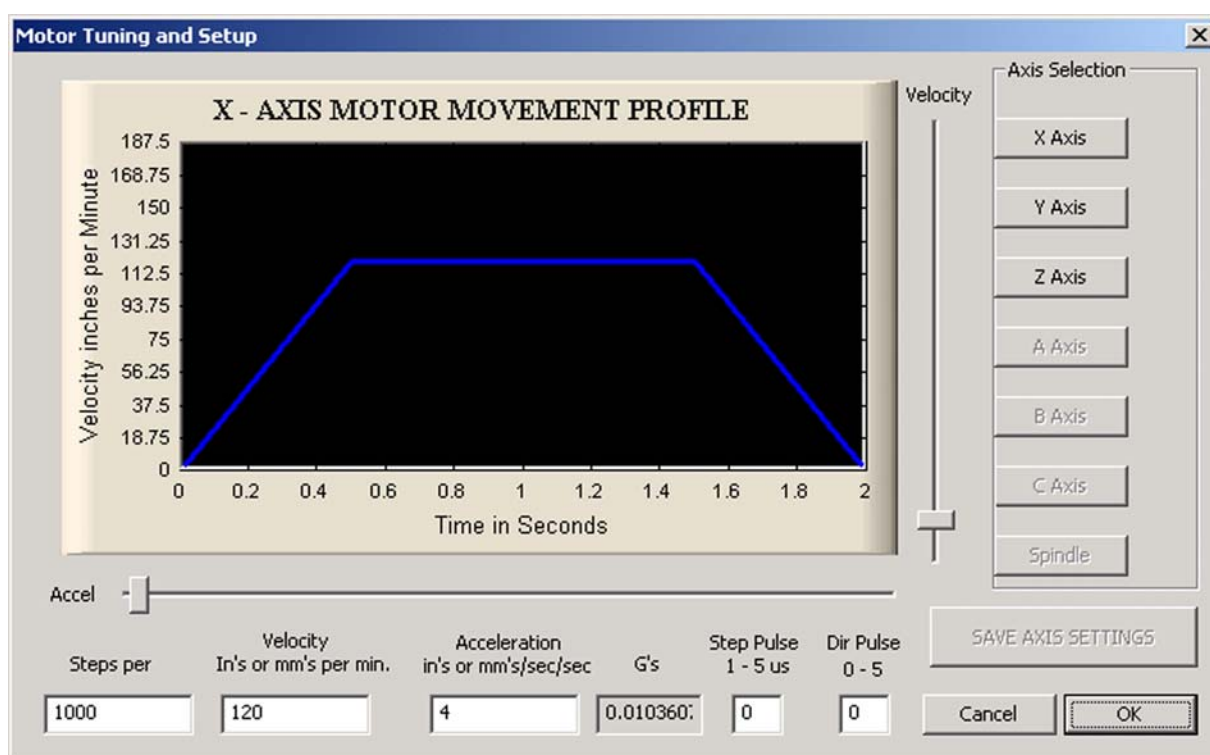 Motor Tuning and Setup
X - AXIS MOTOR MOVEMENT PROFILE
Velocity inches per Minute
187.5
168.75
150
131.25
112.5
93.75
75
56.25
37.5
18.75
0
0 0.2 0.4 0.6 0.8 1 1.2 1.4 1.6 1.8 2
Time in Seconds
Velocity
Axis Selection
X Axis
Y Axis
Z Axis
A Axis
B Axis
C Axis
Spindle
Accel
Steps per
1000
Velocity
In's or mm's per min.
120
Acceleration
in's or mm's/sec/sec
4
G's
0.010360
Step Pulse
1 - 5 us
0
Dir Pulse
0 - 5
0
SAVE AXIS SETTINGS
Cancel
OK